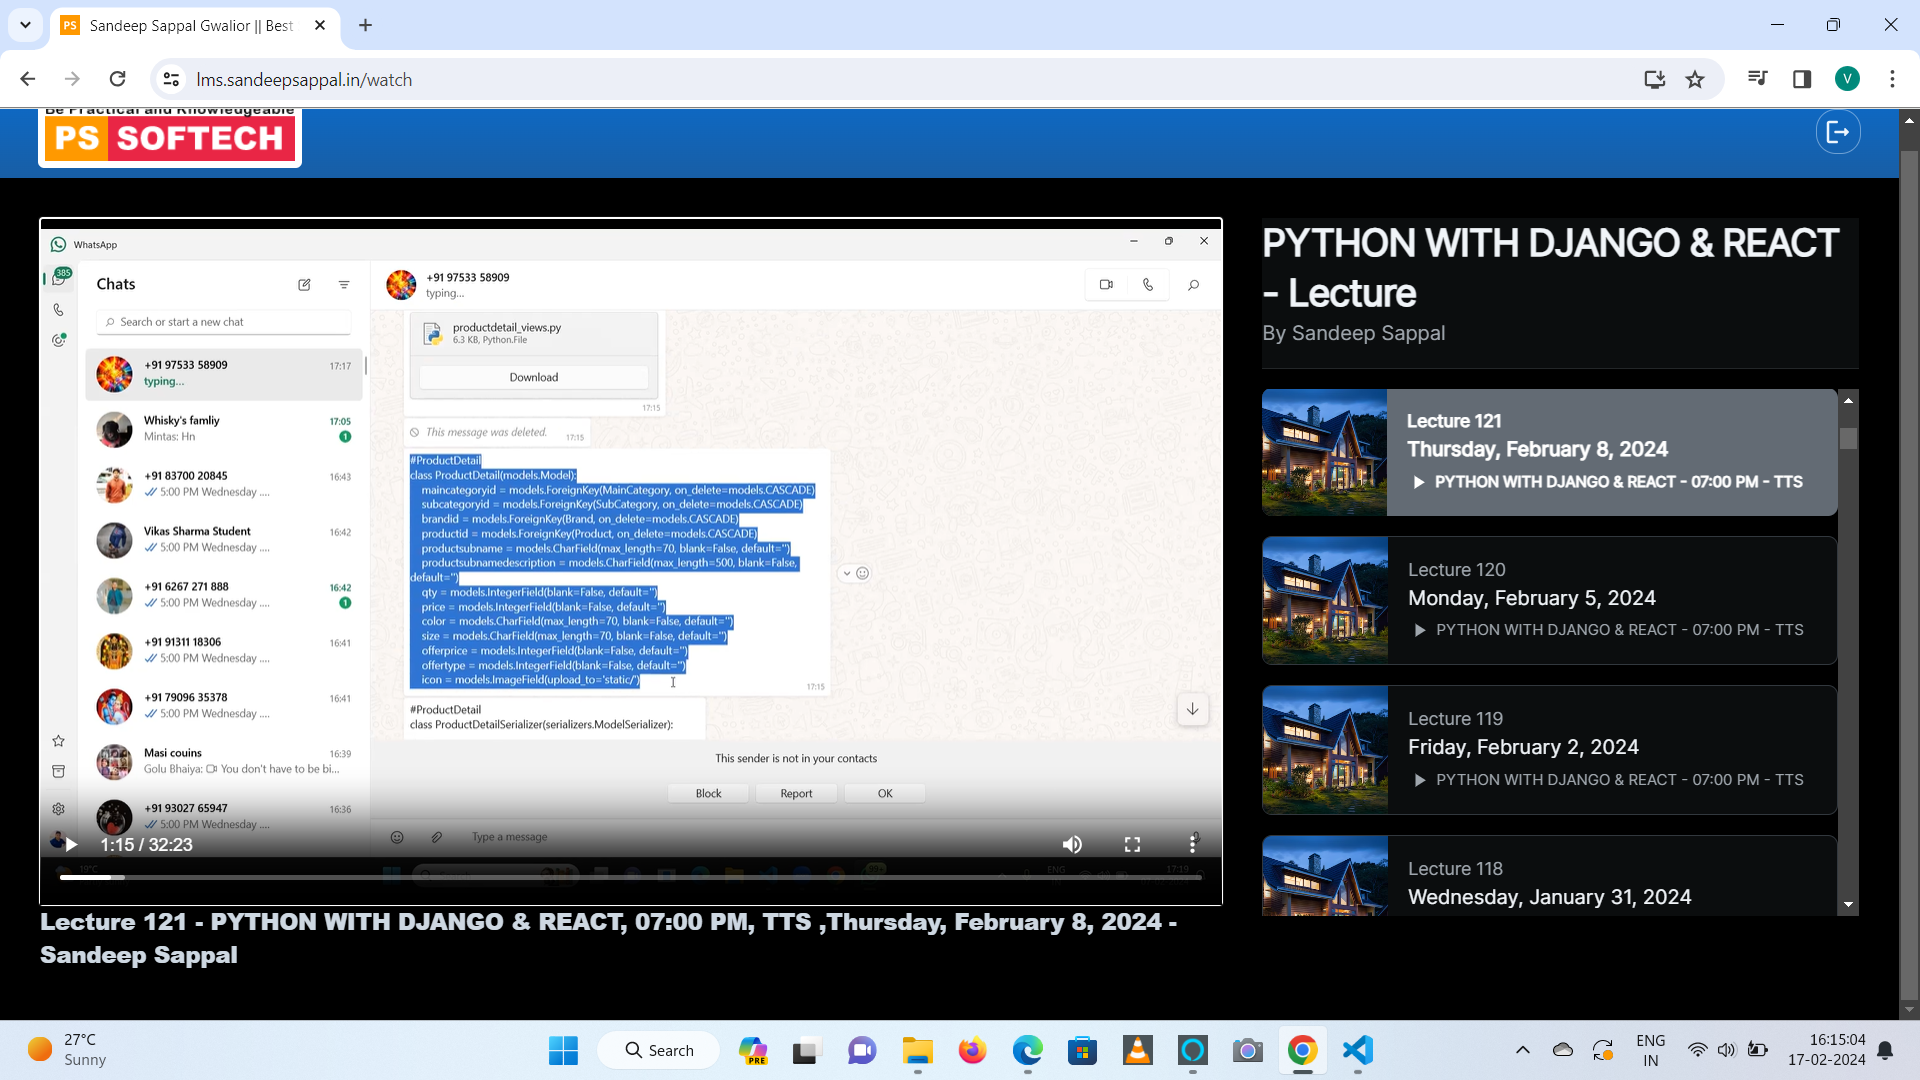 PS
Sandeep Sappal Gwalior || Best
lms.sandeepsappal.in/watch
V
Be Practical and Knowledgeable
PS SOFTECH
WhatsApp
385
Chats
Search or start a new chat
+91 97533 58909
17:17
typing...
Whisky's famliy
17:05
Mintas: Hn
1
+91 83700 20845
16:43
5:00 PM Wednesday ....
Vikas Sharma Student
16:42
5:00 PM Wednesday ....
+91 6267 271 888
16:42
5:00 PM Wednesday ....
1
+91 91311 18306
16:41
5:00 PM Wednesday ....
+91 79096 35378
16:41
5:00 PM Wednesday ....
Masi couins
16:39
Golu Bhaiya: You don't have to be bi...
+91 93027 65947
16:36
5:00 PM Wednesday ....
+91 97533 58909
typing...
productdetail_views.py
6.3 KB, Python.File
Download
17:15
This message was deleted.
17:15
#ProductDetail
class ProductDetail(models.Model):
maincategoryid = models.ForeignKey(MainCategory, on_delete=models.CASCADE)
subcategoryid = models.ForeignKey(SubCategory, on_delete=models.CASCADE)
brandid = models.ForeignKey(Brand, on_delete=models.CASCADE)
productid = models.ForeignKey(Product, on_delete=models.CASCADE)
productsubname = models.CharField(max_length=70, blank=False, default='')
productsubnamedescription = models.CharField(max_length=500, blank=False,
default='')
qty = models.IntegerField(blank=False, default='')
price = models.IntegerField(blank=False, default='')
color = models.CharField(max_length=70, blank=False, default='')
size = models.CharField(max_length=70, blank=False, default='')
offerprice = models.IntegerField(blank=False, default='')
offertype = models.IntegerField(blank=False, default='')
icon = models.ImageField(upload_to='static/')
17:15
#ProductDetail
class ProductDetailSerializer(serializers.ModelSerializer):
This sender is not in your contacts
Block
Report
OK
Type a message
1:15 / 32:23
19°C
Search
ENG
17:19
Lecture 121 - PYTHON WITH DJANGO & REACT, 07:00 PM, TTS ,Thursday, February 8, 2024 -
Sandeep Sappal
PYTHON WITH DJANGO & REACT
- Lecture
By Sandeep Sappal
Lecture 121
Thursday, February 8, 2024
PYTHON WITH DJANGO & REACT - 07:00 PM - TTS
Lecture 120
Monday, February 5, 2024
PYTHON WITH DJANGO & REACT - 07:00 PM - TTS
Lecture 119
Friday, February 2, 2024
PYTHON WITH DJANGO & REACT - 07:00 PM - TTS
Lecture 118
Wednesday, January 31, 2024
27°C
Sunny
Search
PRE
ENG
IN
16:15:04
17-02-2024